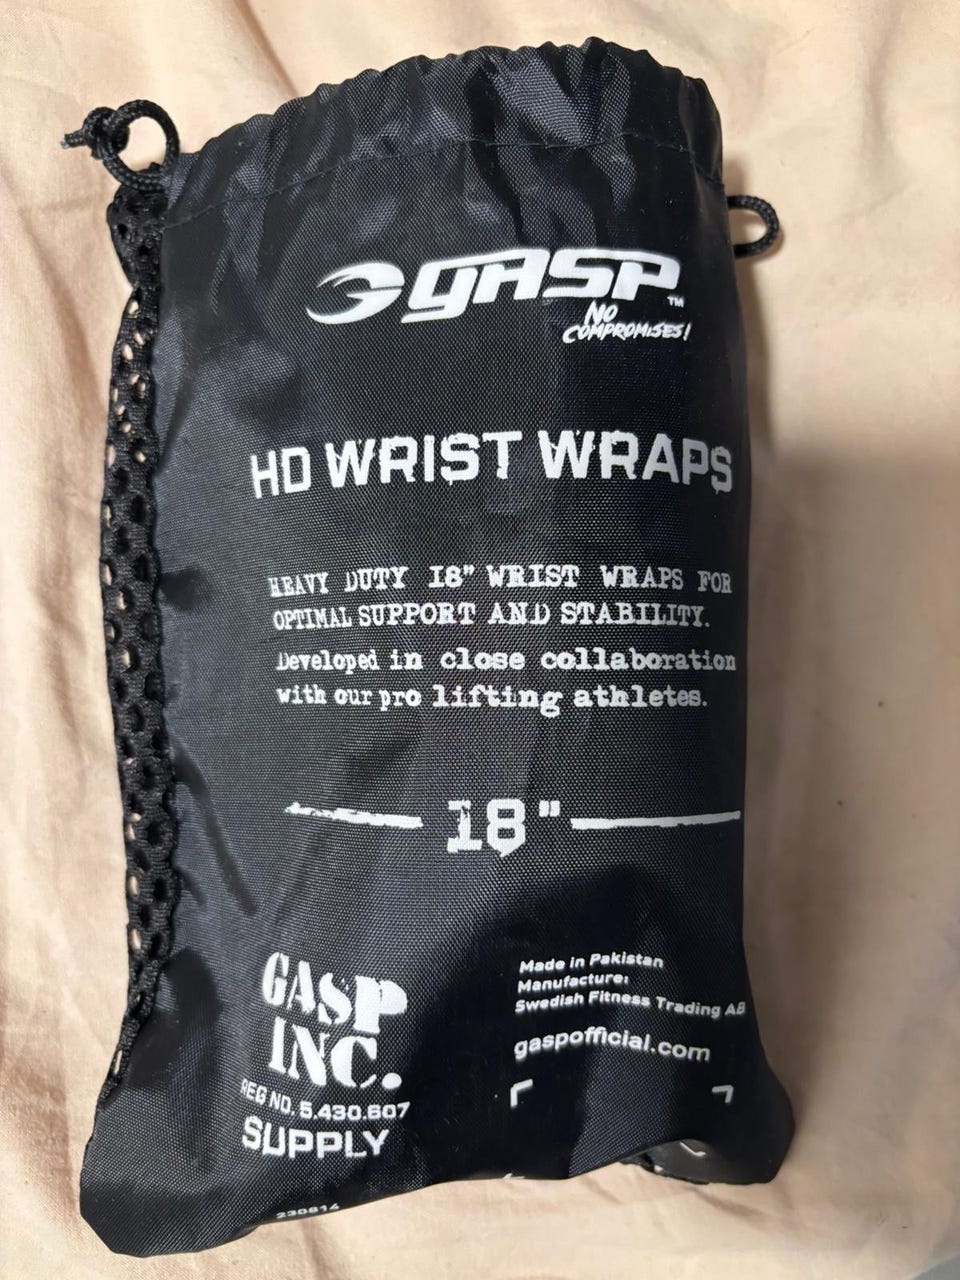 GASP™
NO
COMPROMISES!
HD WRIST WRAPS
HEAVY DUTY 18" WRIST WRAPS FOR
OPTIMAL SUPPORT AND STABILITY.
Developed in close collaboration
with our pro lifting athletes.
18"
GASP
INC.
REG NO. 5.430.607
SUPPLY
Made in Pakistan
Manufacture:
Swedish Fitness Trading AB
gaspofficial.com
230814